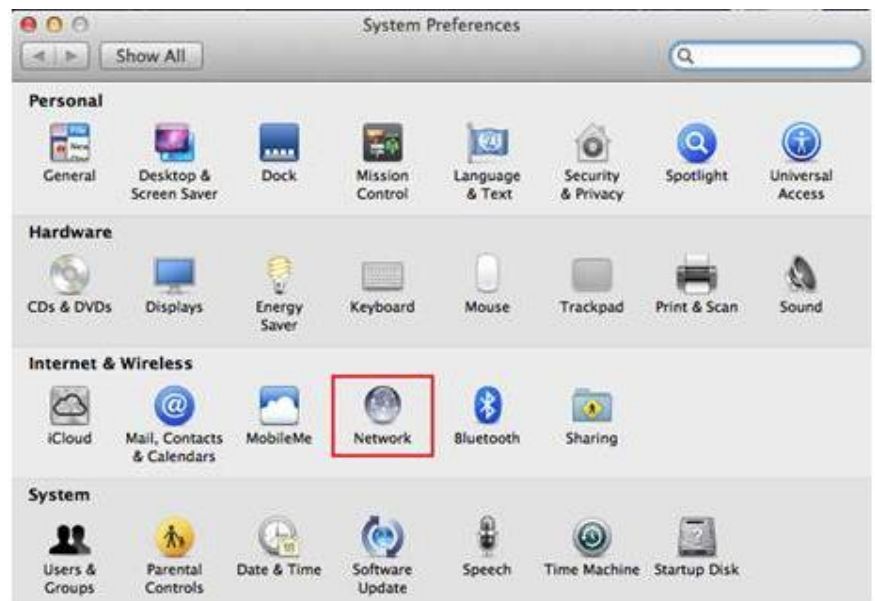 System Preferences
Show All
Personal
General
Desktop & Screen Saver
Dock
Mission Control
Language & Text
Security & Privacy
Spotlight
Universal Access
Hardware
CDs & DVDs
Displays
Energy Saver
Keyboard
Mouse
Trackpad
Print & Scan
Sound
Internet & Wireless
iCloud
Mail, Contacts & Calendars
MobileMe
Network
Bluetooth
Sharing
System
Users & Groups
Parental Controls
Date & Time
Software Update
Speech
Time Machine
Startup Disk